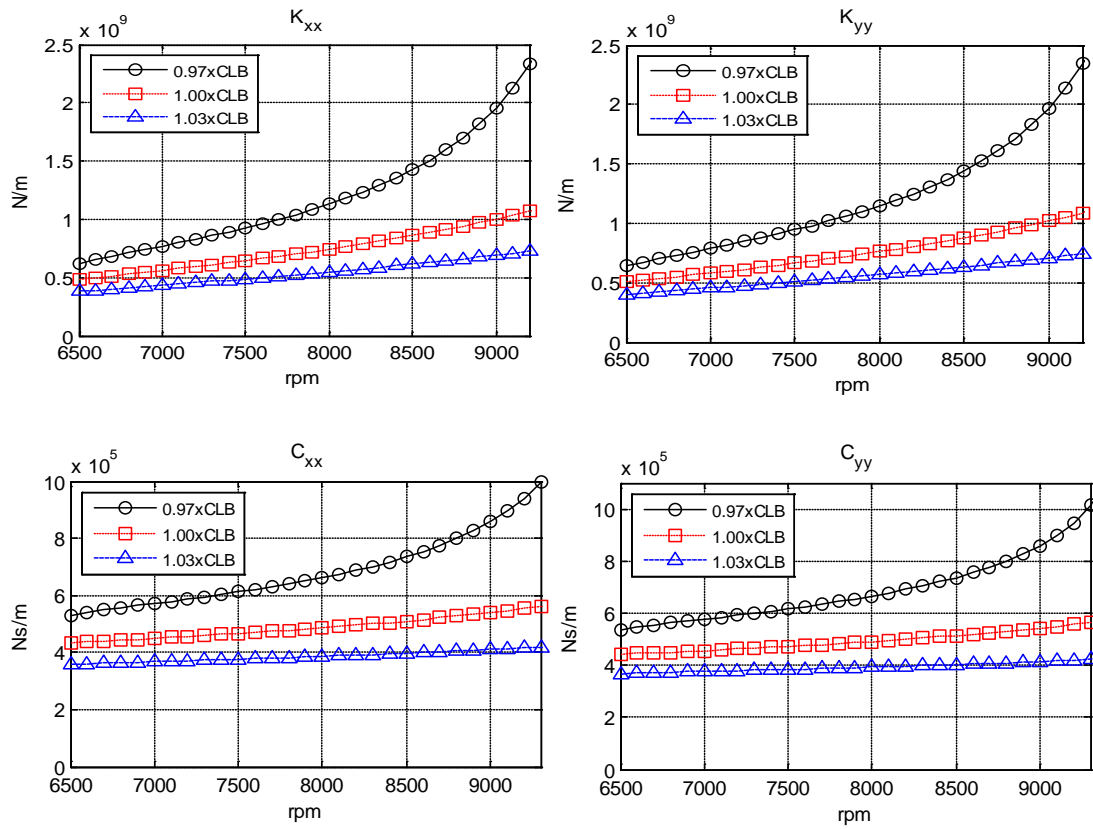 K_xx
x 10^9
2.5
2
1.5
1
0.5
0
N/m
0.97xCLB
1.00xCLB
1.03xCLB
6500 7000 7500 8000 8500 9000
rpm
K_yy
x 10^9
2.5
2
1.5
1
0.5
0
N/m
0.97xCLB
1.00xCLB
1.03xCLB
6500 7000 7500 8000 8500 9000
rpm
C_xx
x 10^5
10
8
6
4
2
0
Ns/m
0.97xCLB
1.00xCLB
1.03xCLB
6500 7000 7500 8000 8500 9000
rpm
C_yy
x 10^5
10
8
6
4
2
0
Ns/m
0.97xCLB
1.00xCLB
1.03xCLB
6500 7000 7500 8000 8500 9000
rpm